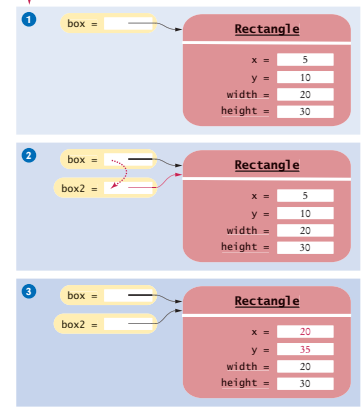 1
box =
Rectangle
x = 5
y = 10
width = 20
height = 30
2
box =
box2 =
Rectangle
x = 5
y = 10
width = 20
height = 30
3
box =
box2 =
Rectangle
x = 20
y = 35
width = 20
height = 30